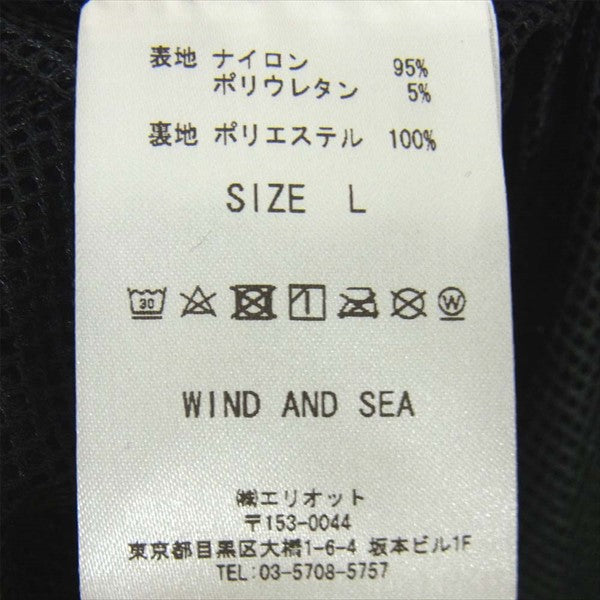 表地 ナイロン 95%
ポリウレタン 5%
裏地 ポリエステル 100%
SIZE L
30 W
WIND AND SEA
㈱エリオット
〒153-0044
東京都目黒区大橋1-6-4 坂本ビル1F
TEL:03-5708-5757